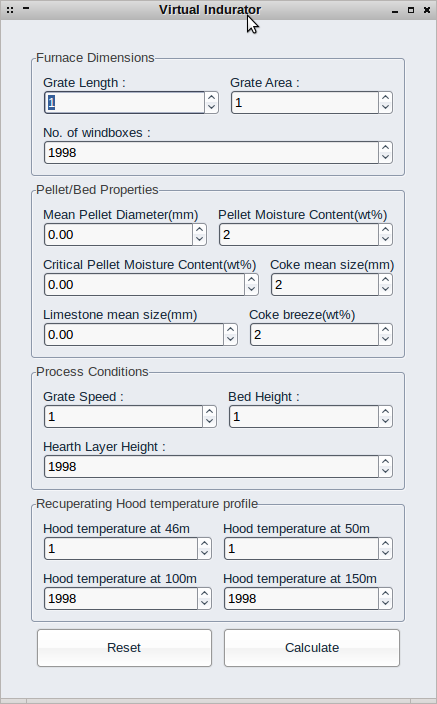 Virtual Indurator
Furnace Dimensions
Grate Length : Grate Area :
1 1
No. of windboxes :
1998
Pellet/Bed Properties
Mean Pellet Diameter(mm) Pellet Moisture Content(wt%)
0.00 2
Critical Pellet Moisture Content(wt%) Coke mean size(mm)
0.00 2
Limestone mean size(mm) Coke breeze(wt%)
0.00 2
Process Conditions
Grate Speed : Bed Height :
1 1
Hearth Layer Height :
1998
Recuperating Hood temperature profile
Hood temperature at 46m Hood temperature at 50m
1 1
Hood temperature at 100m Hood temperature at 150m
1998 1998
Reset Calculate